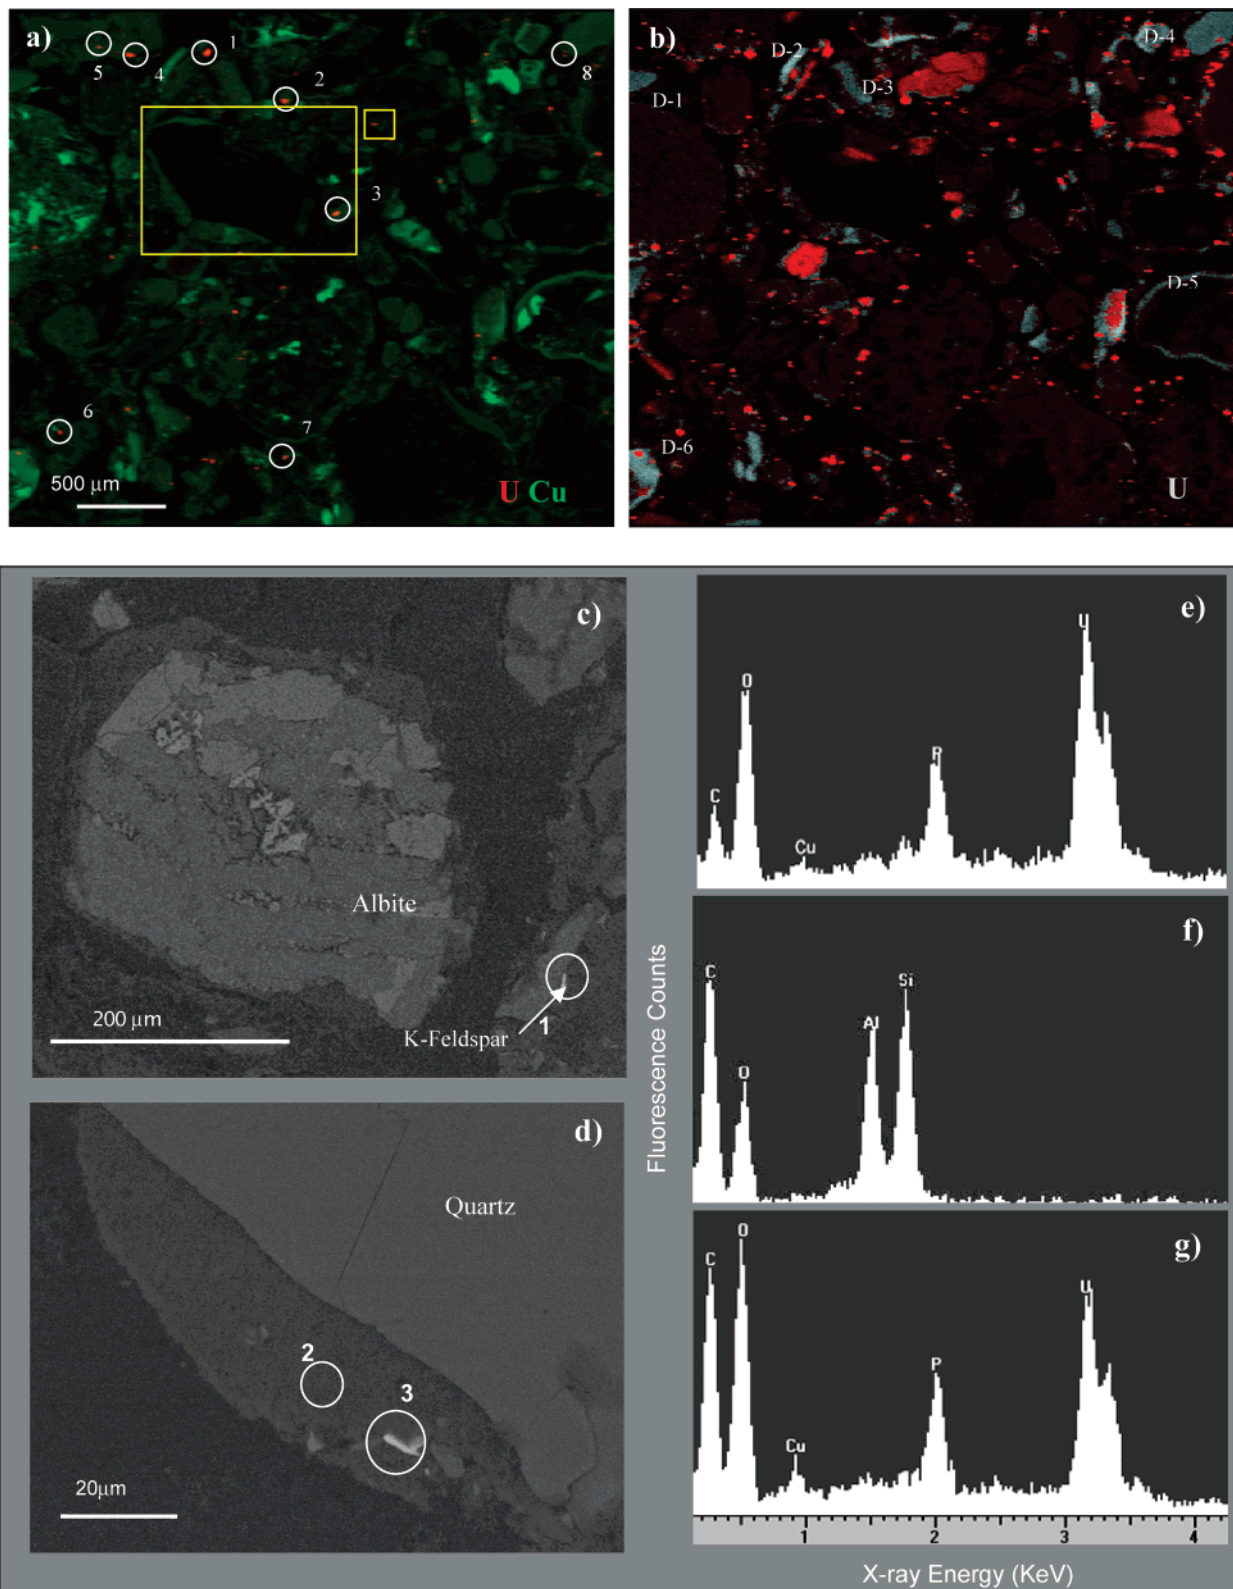 a)
1
5
4
2
8
3
6
7
500 µm
U Cu
b)
D-1
D-2
D-3
D-4
D-5
D-6
U
c)
Albite
200 µm
K-Feldspar
1
d)
Quartz
2
3
20µm
Fluorescence Counts
e)
C
O
Cu
P
U
f)
C
O
Al
Si
g)
C
O
Cu
P
U
1 2 3 4
X-ray Energy (KeV)